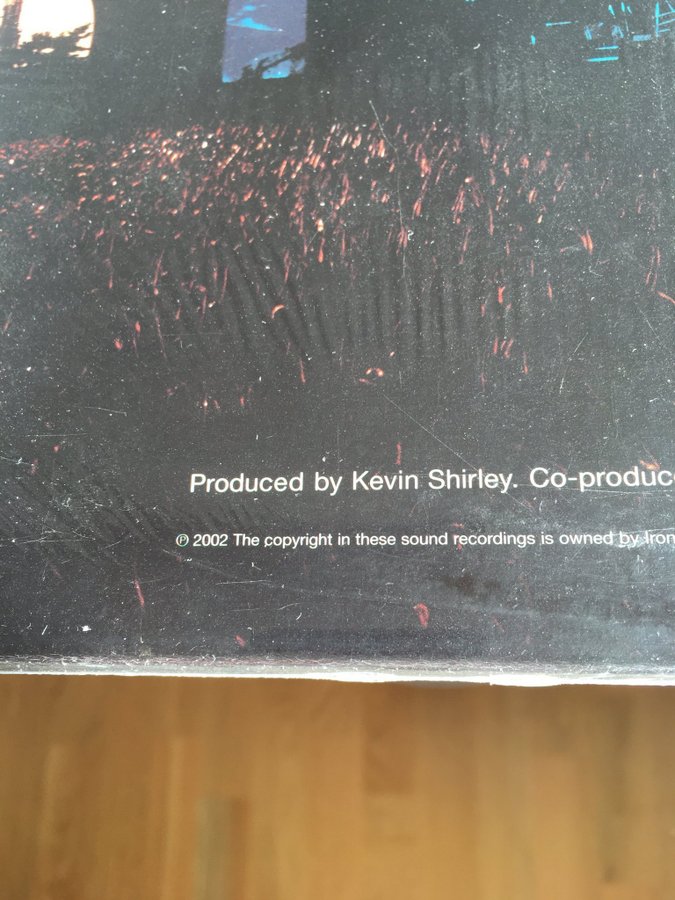 Produced by Kevin Shirley. Co-produc
℗ 2002 The copyright in these sound recordings is owned by Iron